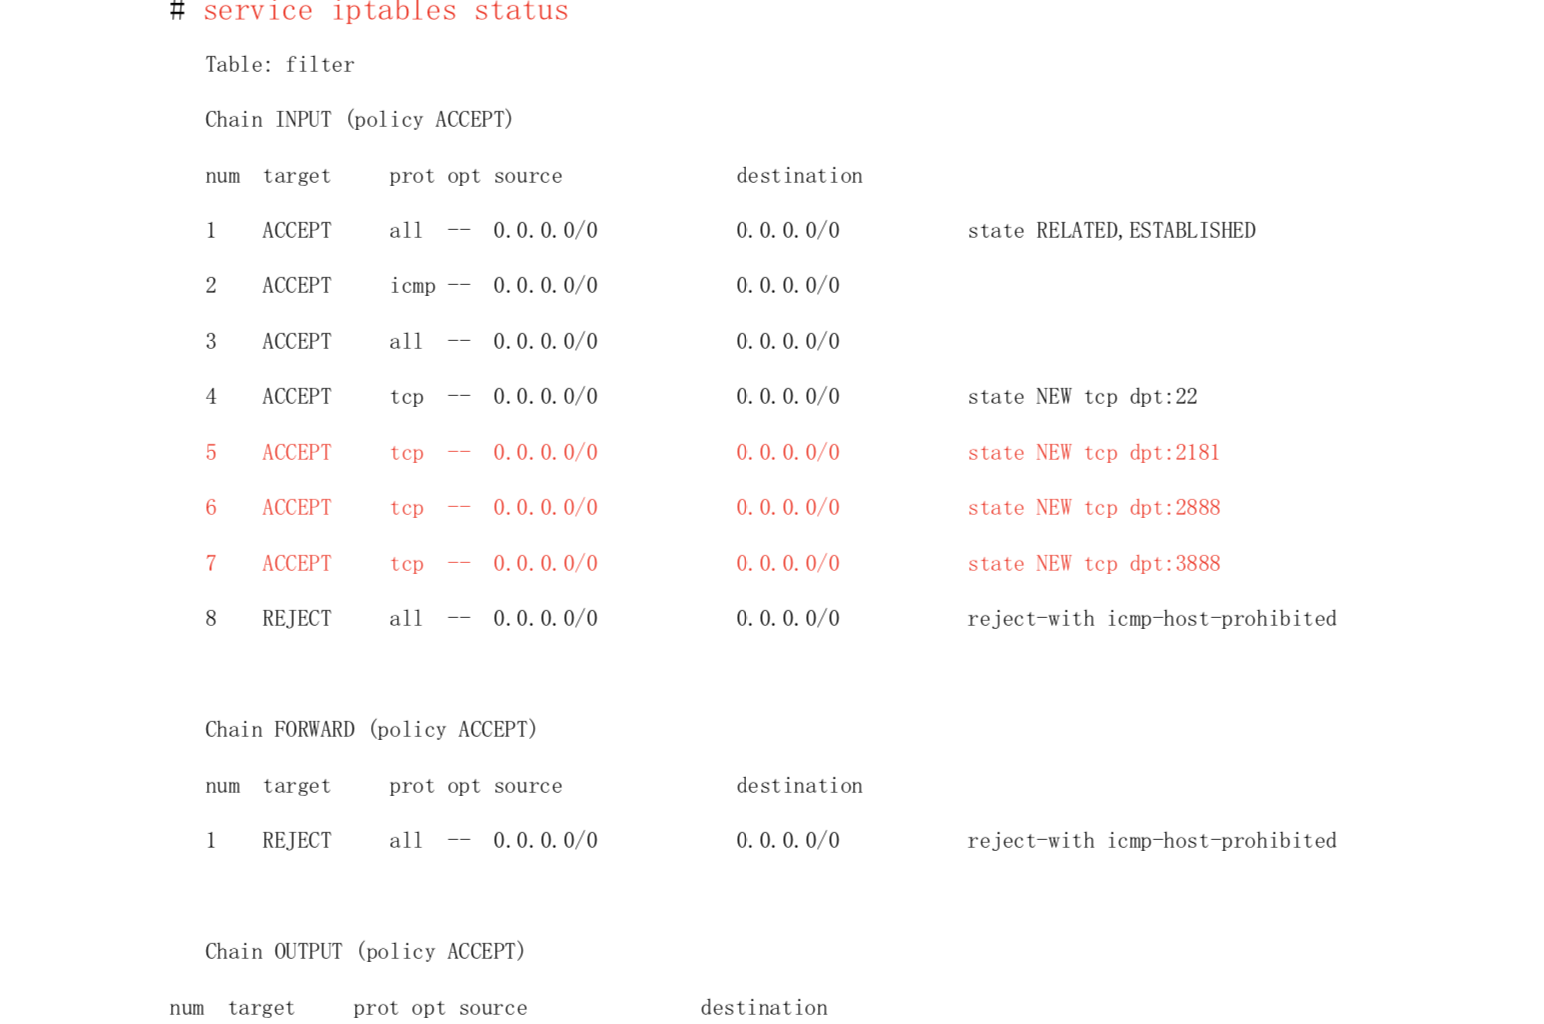 # service iptables status
Table: filter
Chain INPUT (policy ACCEPT)
num  target     prot opt source               destination
1    ACCEPT     all  --  0.0.0.0/0            0.0.0.0/0           state RELATED,ESTABLISHED
2    ACCEPT     icmp --  0.0.0.0/0            0.0.0.0/0
3    ACCEPT     all  --  0.0.0.0/0            0.0.0.0/0
4    ACCEPT     tcp  --  0.0.0.0/0            0.0.0.0/0           state NEW tcp dpt:22
5    ACCEPT     tcp  --  0.0.0.0/0            0.0.0.0/0           state NEW tcp dpt:2181
6    ACCEPT     tcp  --  0.0.0.0/0            0.0.0.0/0           state NEW tcp dpt:2888
7    ACCEPT     tcp  --  0.0.0.0/0            0.0.0.0/0           state NEW tcp dpt:3888
8    REJECT     all  --  0.0.0.0/0            0.0.0.0/0           reject-with icmp-host-prohibited
Chain FORWARD (policy ACCEPT)
num  target     prot opt source               destination
1    REJECT     all  --  0.0.0.0/0            0.0.0.0/0           reject-with icmp-host-prohibited
Chain OUTPUT (policy ACCEPT)
num  target     prot opt source               destination